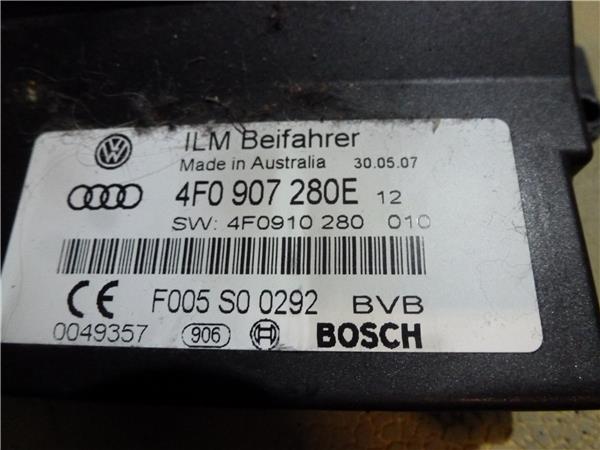 ILM Beifahrer
Made in Australia 30.05.07
4F0 907 280E 12
SW: 4F0910 280 010
CE F005 S0 0292 BVB
0049357 906 BOSCH